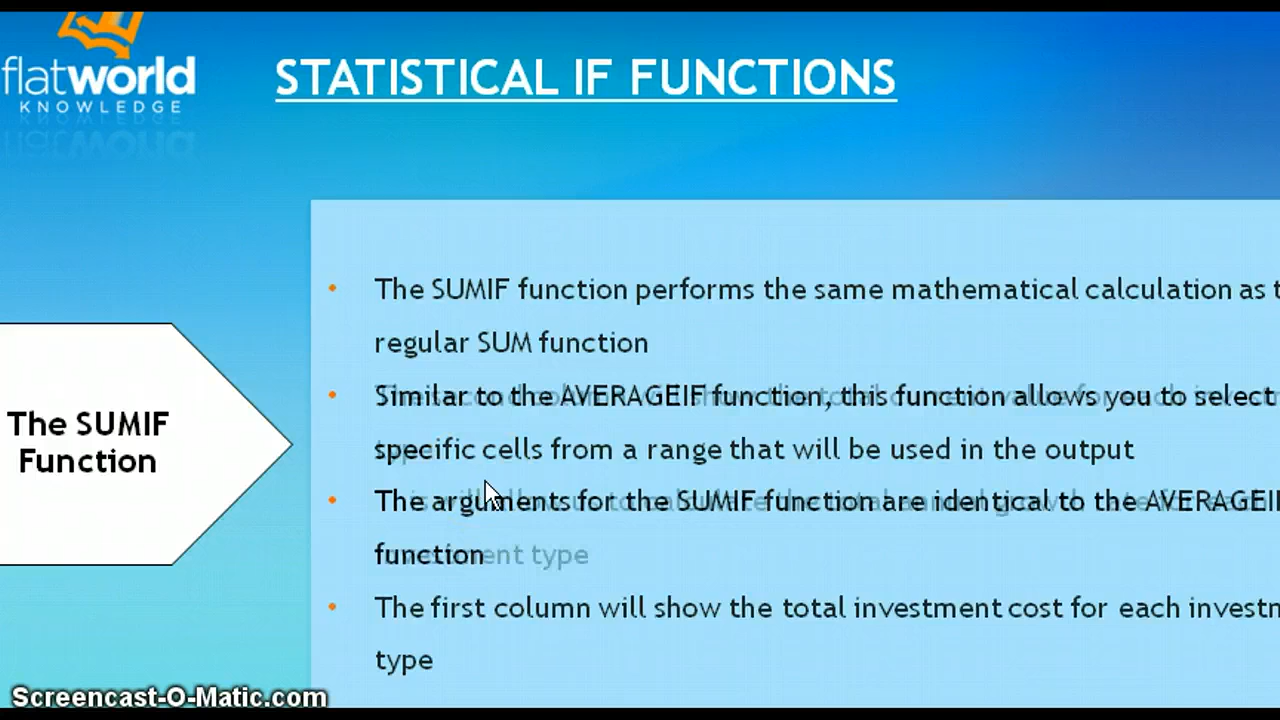 flatworld
KNOWLEDGE
STATISTICAL IF FUNCTIONS
The SUMIF
Function
The SUMIF function performs the same mathematical calculation as
regular SUM function
Similar to the AVERAGEIF function, this function allows you to select
specific cells from a range that will be used in the output
The arguments for the SUMIF function are identical to the AVERAGEI
function
The first column will show the total investment cost for each investm
type
Screencast-O-Matic.com